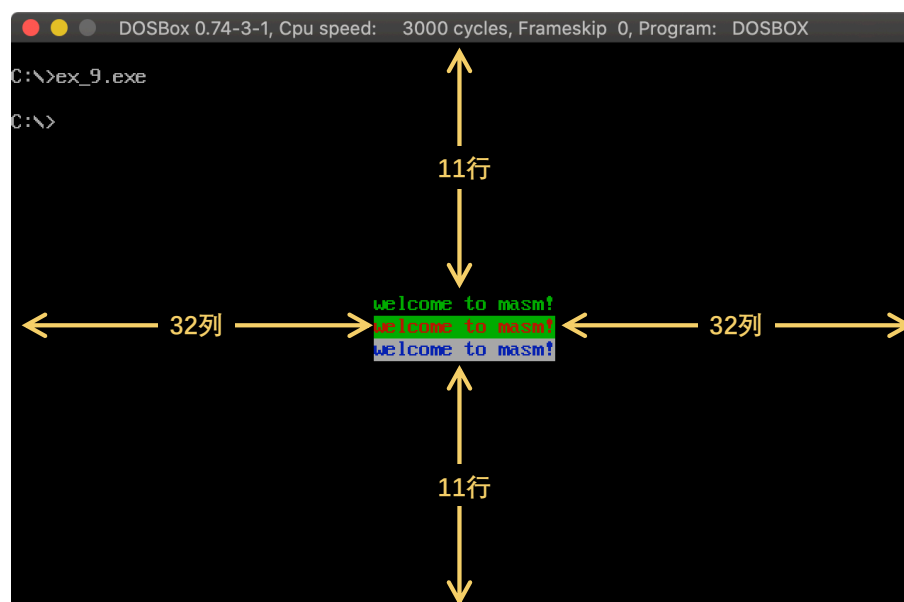 DOSBox 0.74-3-1, Cpu speed: 3000 cycles, Frameskip 0, Program: DOSBOX
C:\>ex_9.exe
C:\>
11行
welcome to masm!
32列
welcome to masm!
32列
welcome to masm!
11行